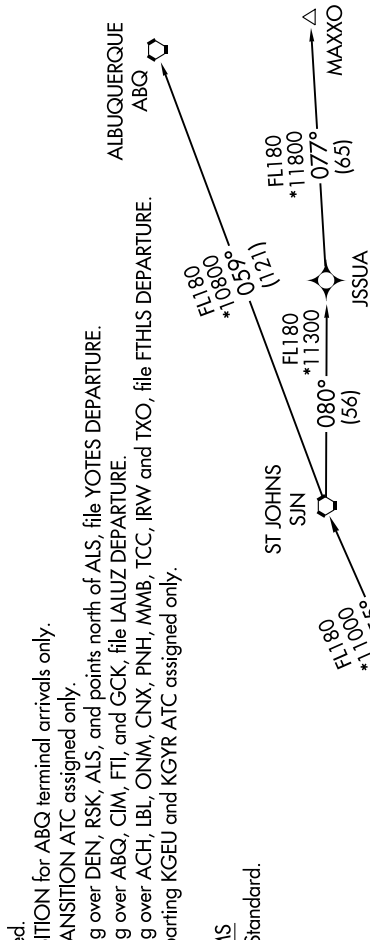 ed.
ITION for ABQ terminal arrivals only.
ANSITION ATC assigned only.
g over DEN, RSK, ALS, and points north of ALS, file YOTES DEPARTURE.
g over ABQ, CIM, FTI, and GCK, file LALUZ DEPARTURE.
g over ACH, LBL, ONM, CNX, PNH, MMB, TCC, IRW and TXO, file FTHLS DEPARTURE.
parting KGEU and KGYR ATC assigned only.
MS
Standard.
ALBUQUERQUE
ABQ
FL180
*10800
059°
(121)
ST JOHNS
SJN
FL180
*11300
080°
(56)
JSSUA
FL180
*11800
077°
(65)
MAXXO
FL180
*11000
5°